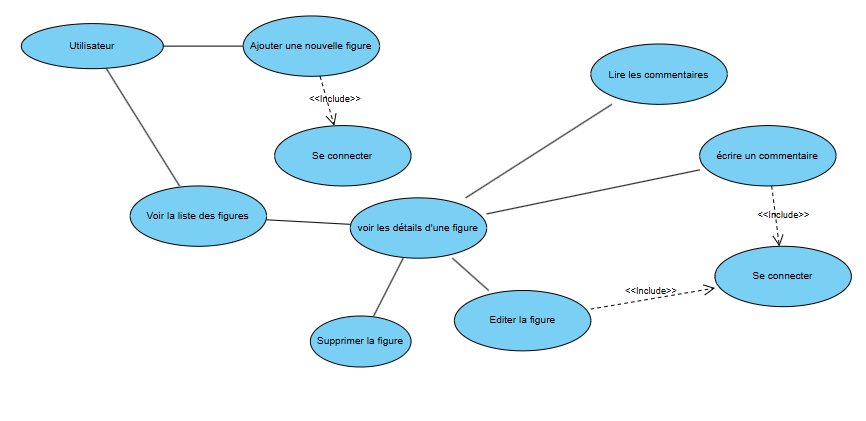 Utilisateur
Ajouter une nouvelle figure
Lire les commentaires
<<Include>>
Se connecter
écrire un commentaire
Voir la liste des figures
voir les détails d'une figure
<<Include>>
Se connecter
<<Include>>
Editer la figure
Supprimer la figure